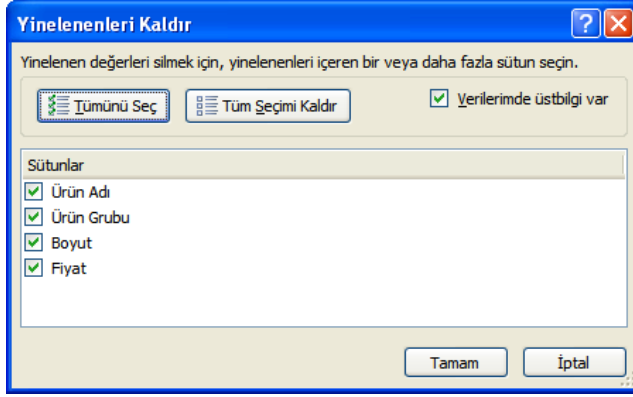 Yinelenenleri Kaldır
Yinelenen değerleri silmek için, yinelenenleri içeren bir veya daha fazla sütun seçin.
Tümünü Seç Tüm Seçimi Kaldır Verilerimde üstbilgi var
Sütunlar
Ürün Adı
Ürün Grubu
Boyut
Fiyat
Tamam İptal